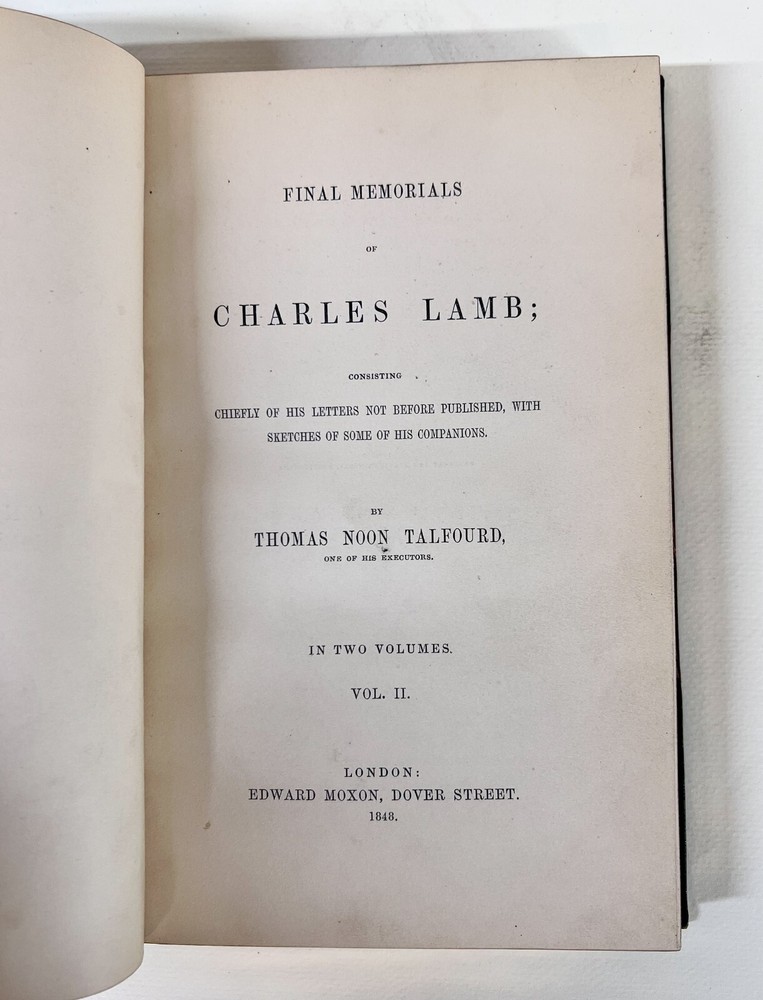 FINAL MEMORIALS
OF
CHARLES LAMB;
CONSISTING
CHIEFLY OF HIS LETTERS NOT BEFORE PUBLISHED, WITH
SKETCHES OF SOME OF HIS COMPANIONS.
BY
THOMAS NOON TALFOURD,
ONE OF HIS EXECUTORS.
IN TWO VOLUMES.
VOL. II.
LONDON:
EDWARD MOXON, DOVER STREET.
1848.